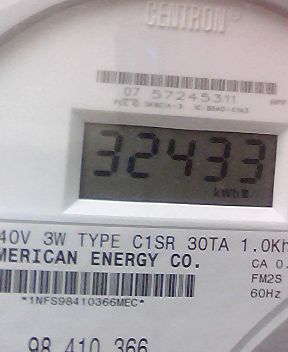 CENTRON®
07 57245311
32433
kWh
40V 3W TYPE C1SR 30TA 1.0Kh
MERICAN ENERGY CO.
CA 0.
FM2S
60Hz
*1NFS98410366MEC*
98 410 366